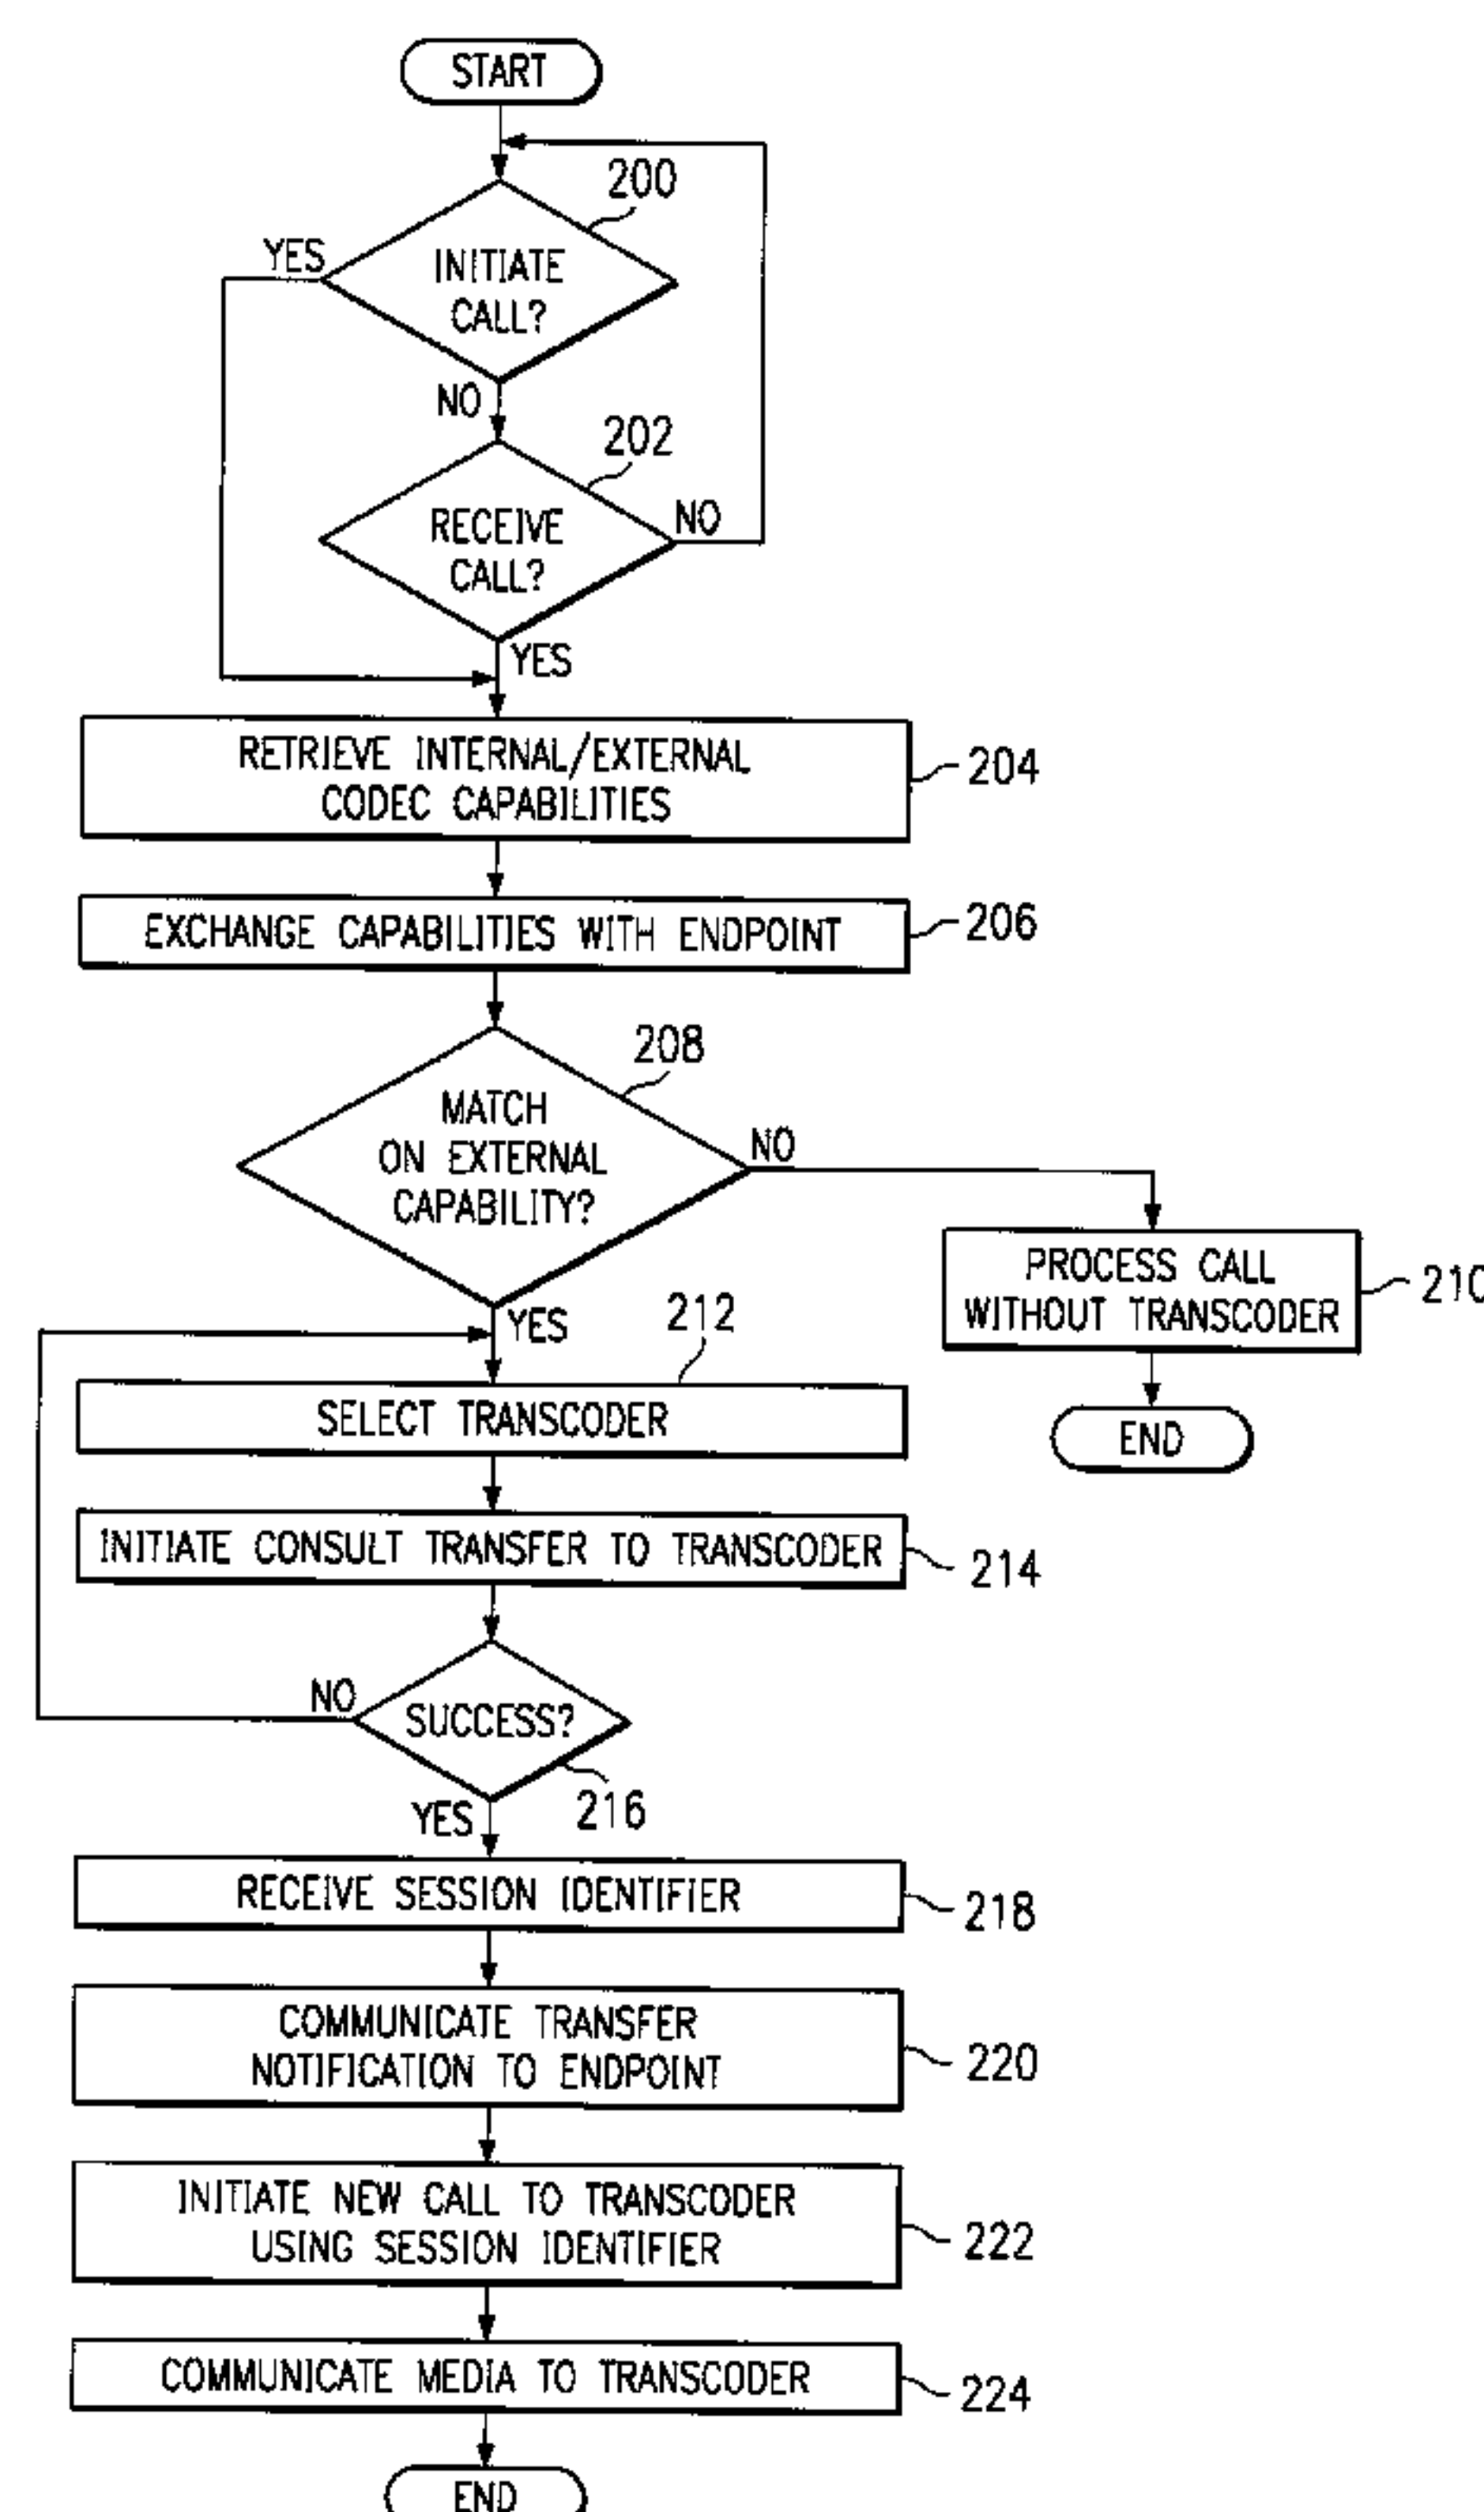 START
200
YES
INITIATE
CALL?
NO
202
RECEIVE
CALL?
NO
YES
RETRIEVE INTERNAL/EXTERNAL
CODEC CAPABILITIES
204
EXCHANGE CAPABILITIES WITH ENDPOINT
206
208
MATCH
ON EXTERNAL
CAPABILITY?
NO
PROCESS CALL
WITHOUT TRANSCODER
210
END
YES
212
SELECT TRANSCODER
INITIATE CONSULT TRANSFER TO TRANSCODER
214
NO
SUCCESS?
216
YES
RECEIVE SESSION IDENTIFIER
218
COMMUNICATE TRANSFER
NOTIFICATION TO ENDPOINT
220
INITIATE NEW CALL TO TRANSCODER
USING SESSION IDENTIFIER
222
COMMUNICATE MEDIA TO TRANSCODER
224
END